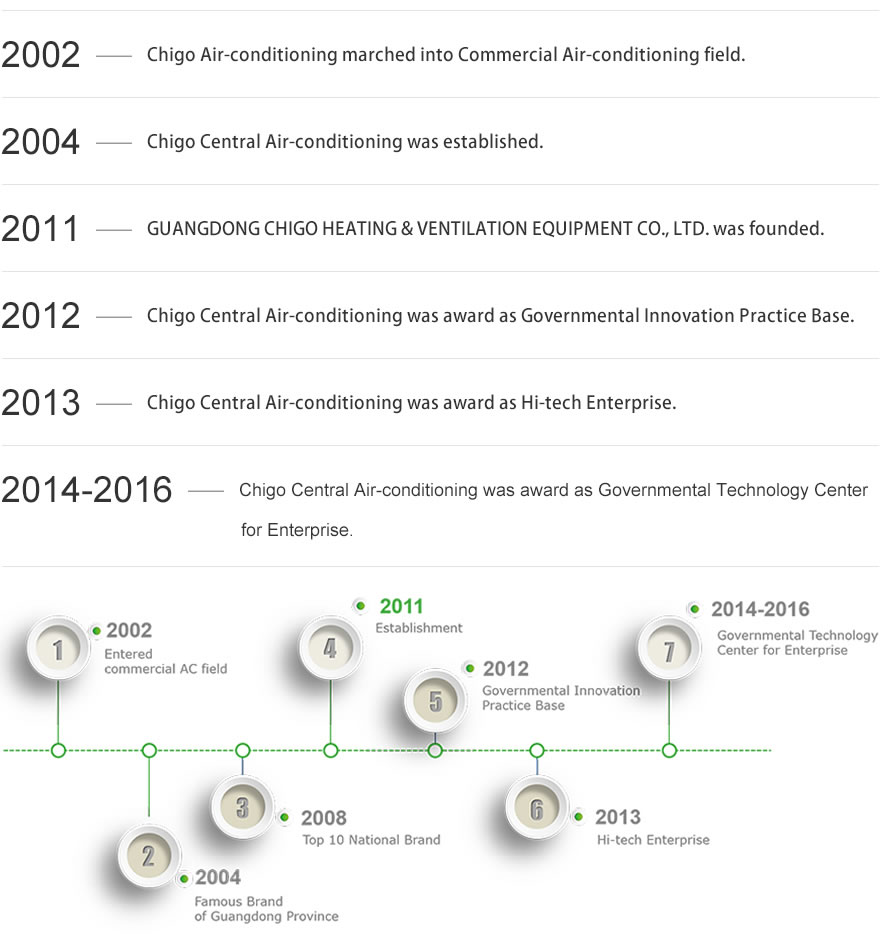 2002 Chigo Air-conditioning marched into Commercial Air-conditioning field.
2004 Chigo Central Air-conditioning was established.
2011 GUANGDONG CHIGO HEATING & VENTILATION EQUIPMENT CO., LTD. was founded.
2012 Chigo Central Air-conditioning was award as Governmental Innovation Practice Base.
2013 Chigo Central Air-conditioning was award as Hi-tech Enterprise.
2014-2016 Chigo Central Air-conditioning was award as Governmental Technology Center
for Enterprise.
1
2002
Entered
commercial AC field
2
2004
Famous Brand
of Guangdong Province
3
2008
Top 10 National Brand
4
2011
Establishment
5
2012
Governmental Innovation
Practice Base
6
2013
Hi-tech Enterprise
7
2014-2016
Governmental Technology
Center for Enterprise